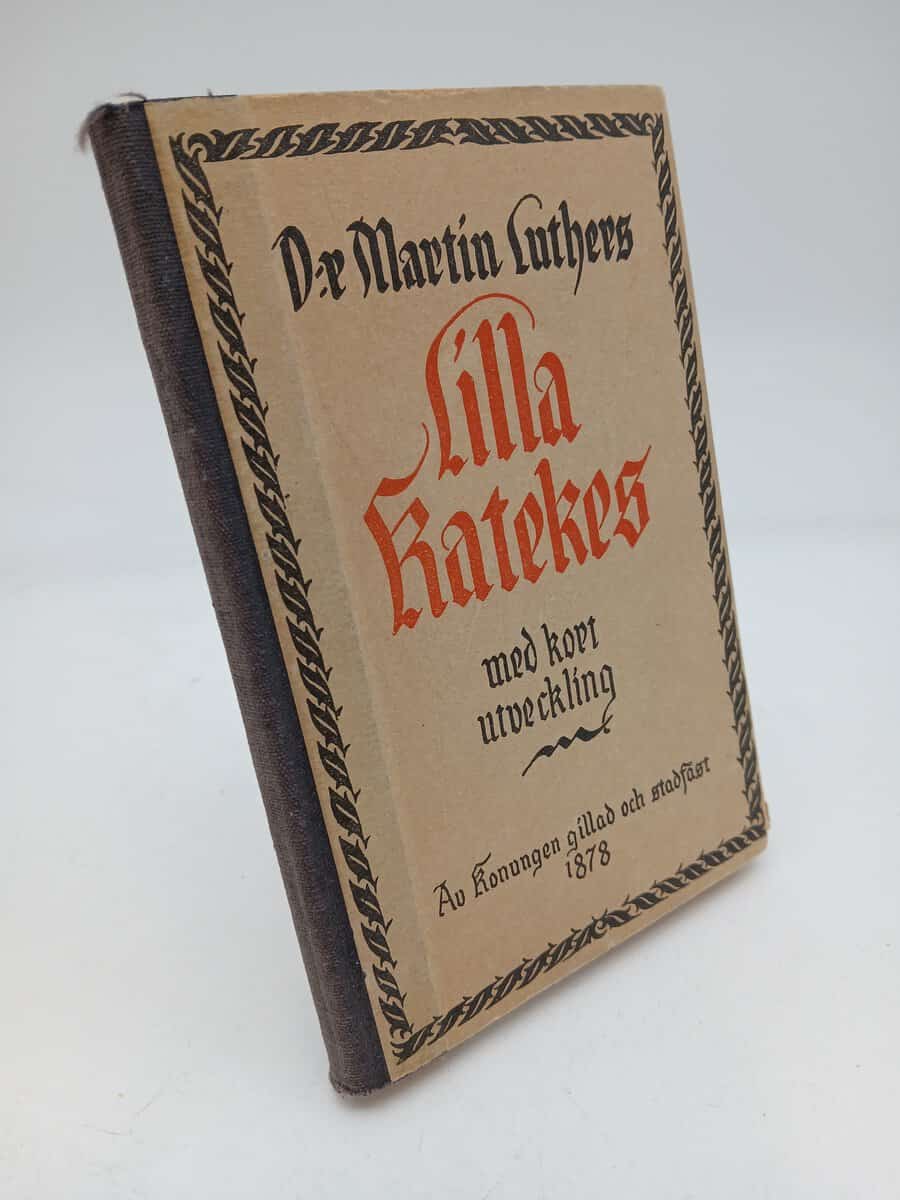 D:r Martin Luthers
Lilla
Katekes
med kort
utveckling
Av Konungen gillad och stadfäst
1878